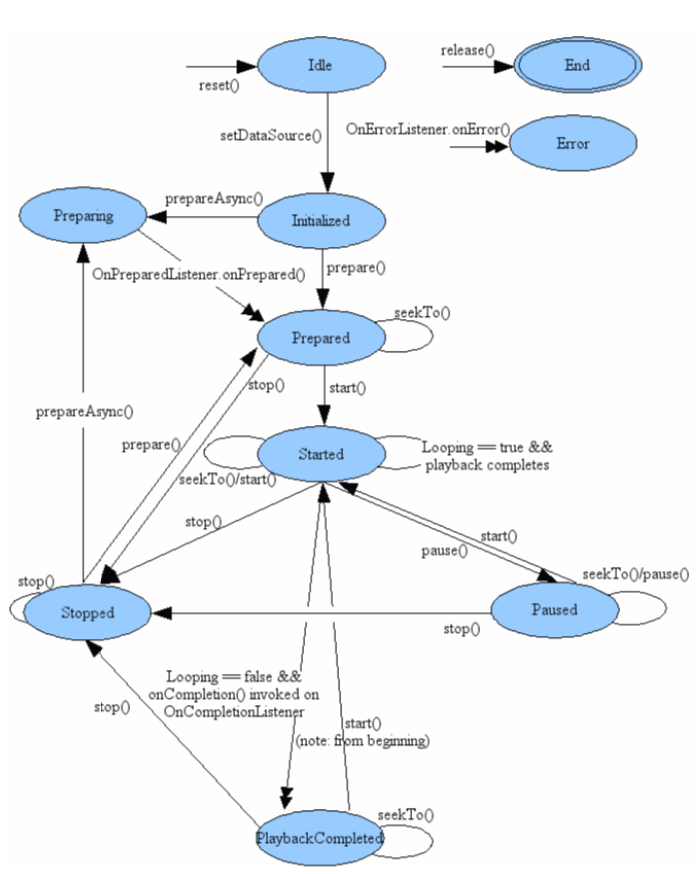 Idle
reset()
release()
End
setDataSource()
OnErrorListener.onError()
Error
prepareAsync()
Preparing
Initialized
OnPreparedListener.onPrepared()
prepare()
seekTo()
Prepared
stop()
start()
prepareAsync()
prepare()
Started
Looping == true &&
playback completes
seekTo()/start()
stop()
start()
pause()
seekTo()/pause()
stop()
Stopped
Paused
stop()
Looping == false &&
onCompletion() invoked on
OnCompletionListener
stop()
start()
(note: from beginning)
seekTo()
PlaybackCompleted